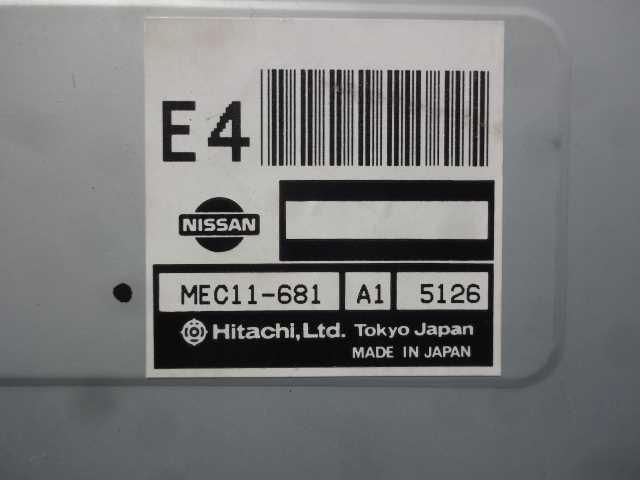 E4
NISSAN
MEC11-681 A1 5126
Hitachi,Ltd. Tokyo Japan
MADE IN JAPAN